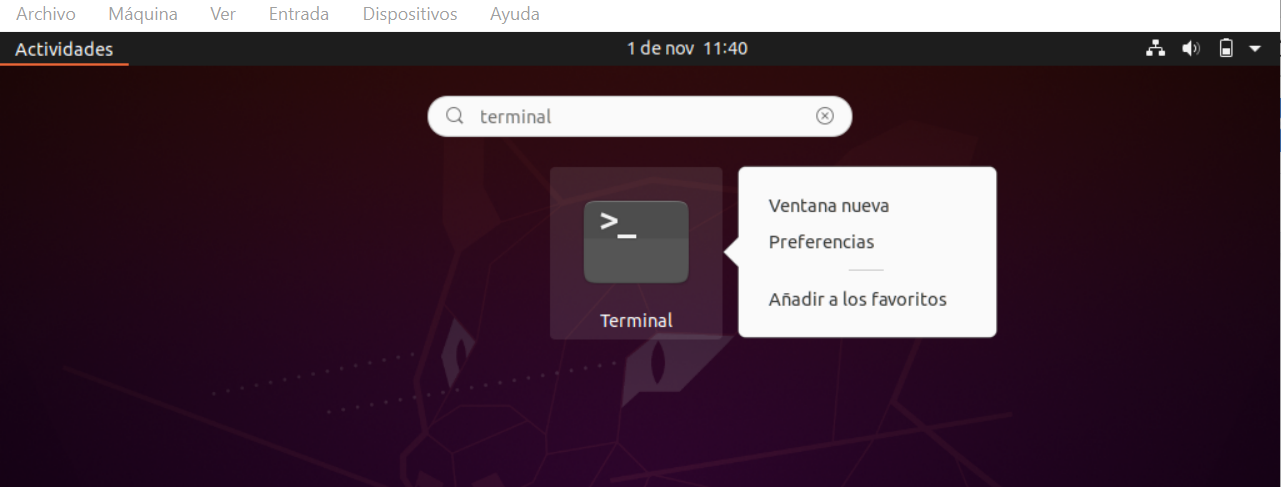 Archivo Máquina Ver Entrada Dispositivos Ayuda
Actividades 1 de nov 11:40
terminal
>_
Terminal
Ventana nueva
Preferencias
Añadir a los favoritos